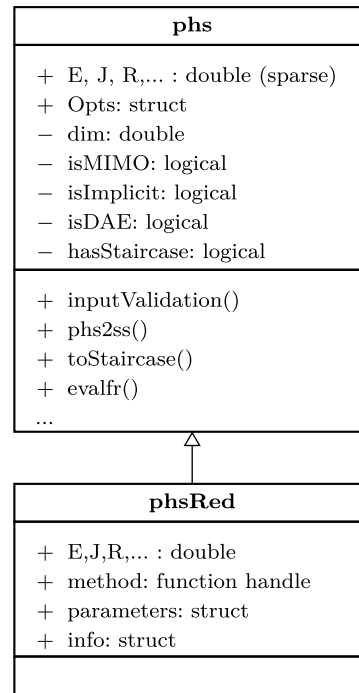 phs
+ E, J, R,... : double (sparse)
+ Opts: struct
− dim: double
− isMIMO: logical
− isImplicit: logical
− isDAE: logical
− hasStaircase: logical
+ inputValidation()
+ phs2ss()
+ toStaircase()
+ evalfr()
...
phsRed
+ E,J,R,... : double
+ method: function handle
+ parameters: struct
+ info: struct